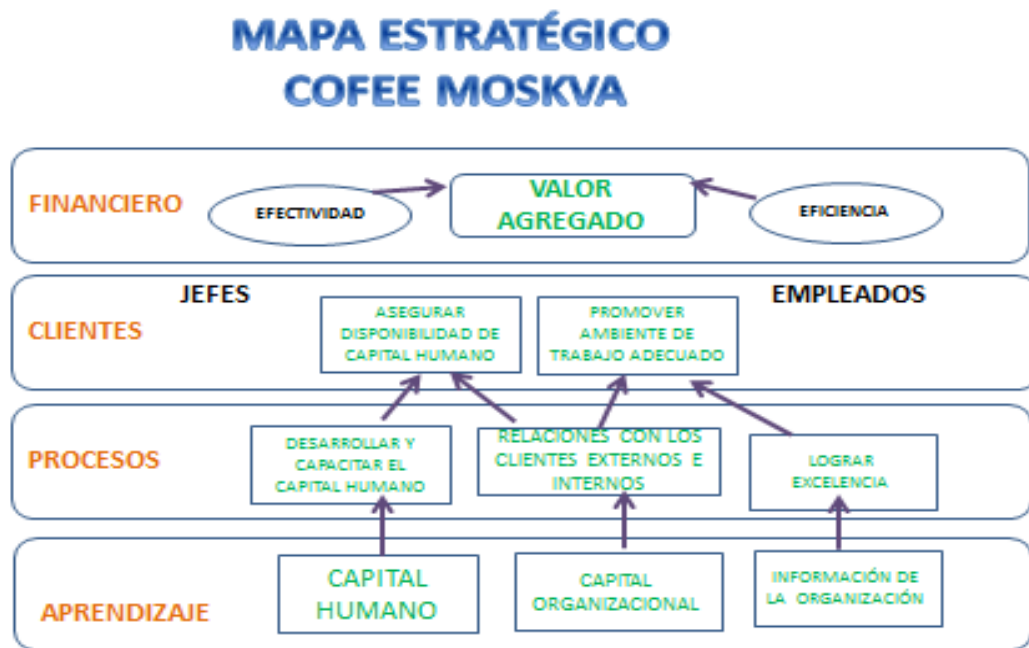 MAPA ESTRATÉGICO
COFEE MOSKVA
FINANCIERO
EFECTIVIDAD
VALOR
AGREGADO
EFICIENCIA
JEFES
EMPLEADOS
CLIENTES
ASEGURAR
DISPONIBILIDAD DE
CAPITAL HUMANO
PROMOVER
AMBIENTE DE
TRABAJO ADECUADO
PROCESOS
DESARROLLAR Y
CAPACITAR EL
CAPITAL HUMANO
RELACIONES CON LOS
CLIENTES EXTERNOS E
INTERNOS
LOGRAR
EXCELENCIA
APRENDIZAJE
CAPITAL
HUMANO
CAPITAL
ORGANIZACIONAL
INFORMACIÓN DE
LA ORGANIZACIÓN